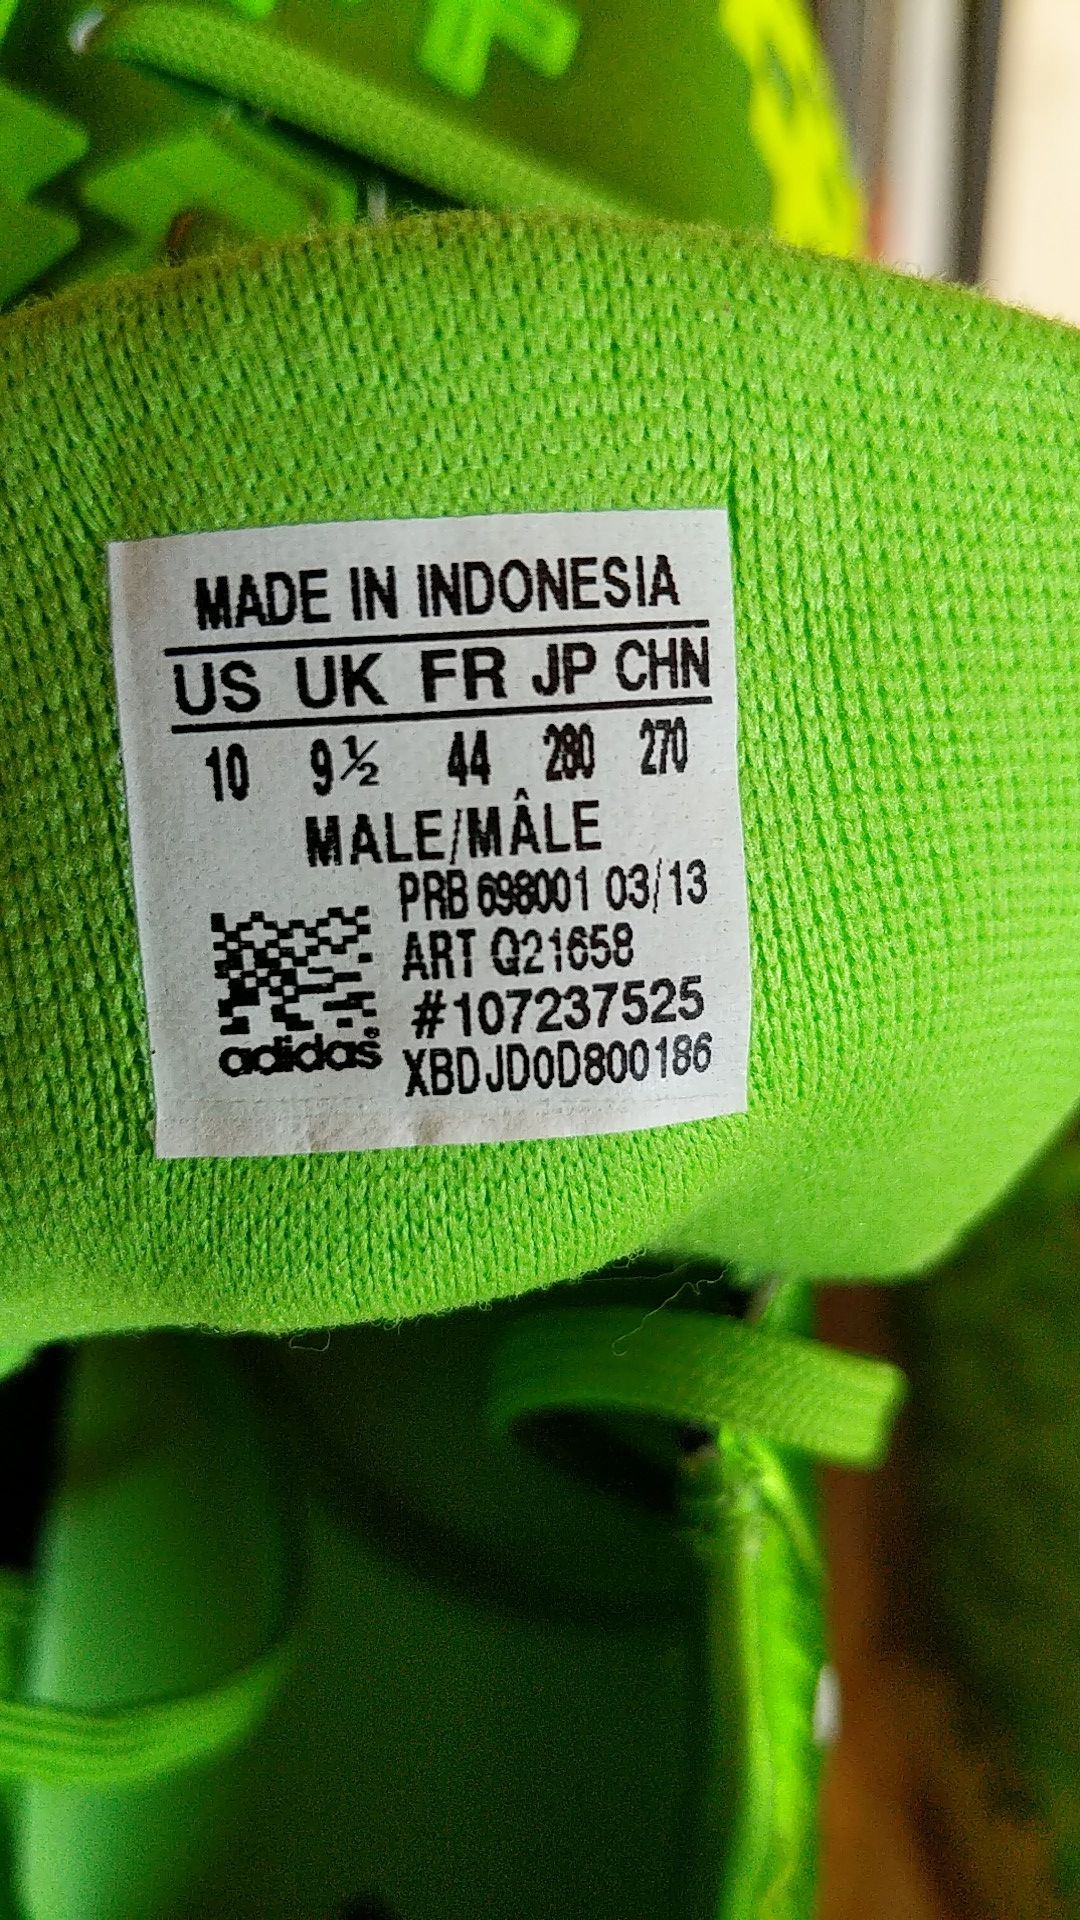 MADE IN INDONESIA
US UK FR JP CHN
10 9½ 44 280 270
MALE/MÂLE
PRB 698001 03/13
ART Q21658
#107237525
adidas® XBDJD0D800186